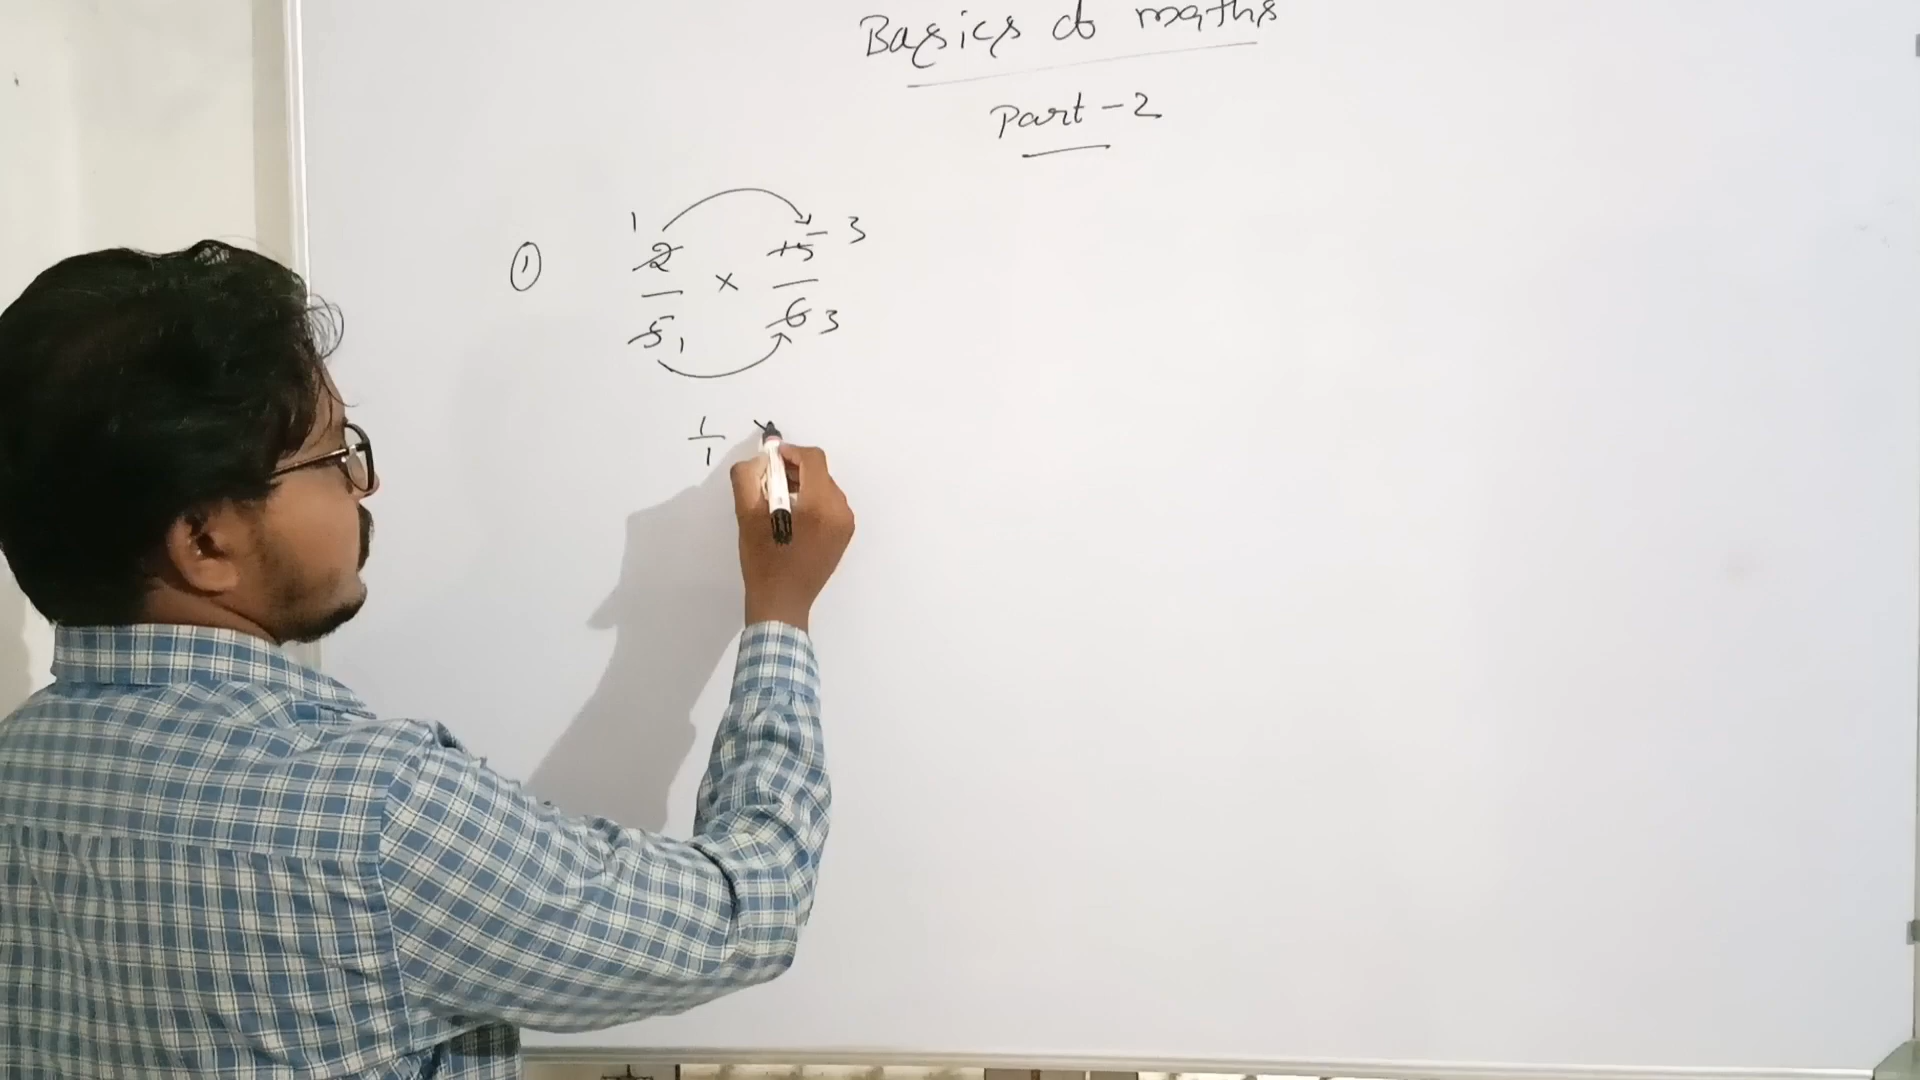 Basics of maths
Part-2
① 1 2/5 1 × 15/6 3 3
1/1 ×